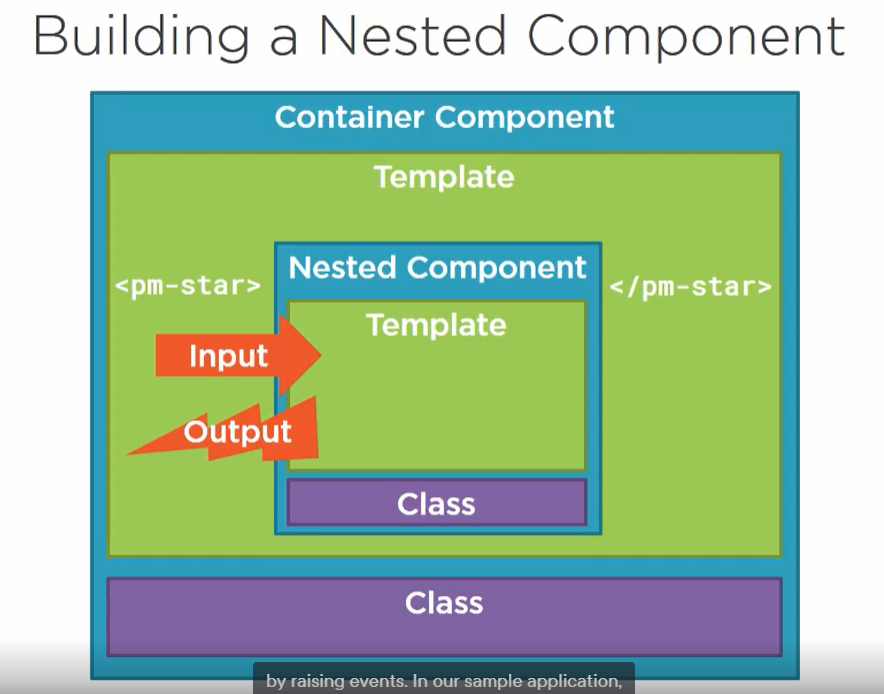 Building a Nested Component
Container Component
Template
<pm-star>
Nested Component
</pm-star>
Template
Input
Output
Class
Class
by raising events. In our sample application,